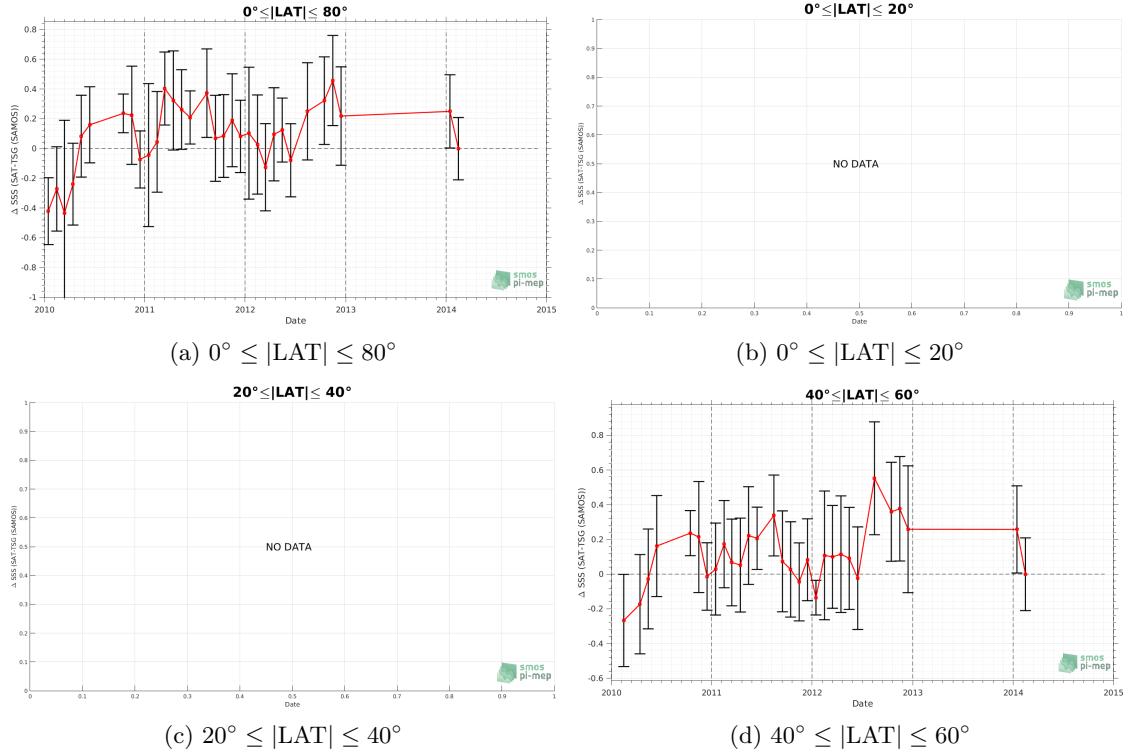 0°≤|LAT|≤ 80°
Δ SSS (SAT-TSG (SAMOS))
0.8
0.6
0.4
0.2
0
-0.2
-0.4
-0.6
-0.8
-1
2010 2011 2012 2013 2014 2015
Date
smos
pi-mep
(a) 0° ≤ |LAT| ≤ 80°
0°≤|LAT|≤ 20°
Δ SSS (SAT-TSG (SAMOS))
1
0.9
0.8
0.7
0.6
0.5
0.4
0.3
0.2
0.1
0
NO DATA
0 0.1 0.2 0.3 0.4 0.5 0.6 0.7 0.8 0.9 1
Date
smos
pi-mep
(b) 0° ≤ |LAT| ≤ 20°
20°≤|LAT|≤ 40°
Δ SSS (SAT-TSG (SAMOS))
1
0.9
0.8
0.7
0.6
0.5
0.4
0.3
0.2
0.1
0
NO DATA
0 0.1 0.2 0.3 0.4 0.5 0.6 0.7 0.8 0.9 1
Date
smos
pi-mep
(c) 20° ≤ |LAT| ≤ 40°
40°≤|LAT|≤ 60°
Δ SSS (SAT-TSG (SAMOS))
0.8
0.6
0.4
0.2
0
-0.2
-0.4
-0.6
2010 2011 2012 2013 2014 2015
Date
smos
pi-mep
(d) 40° ≤ |LAT| ≤ 60°